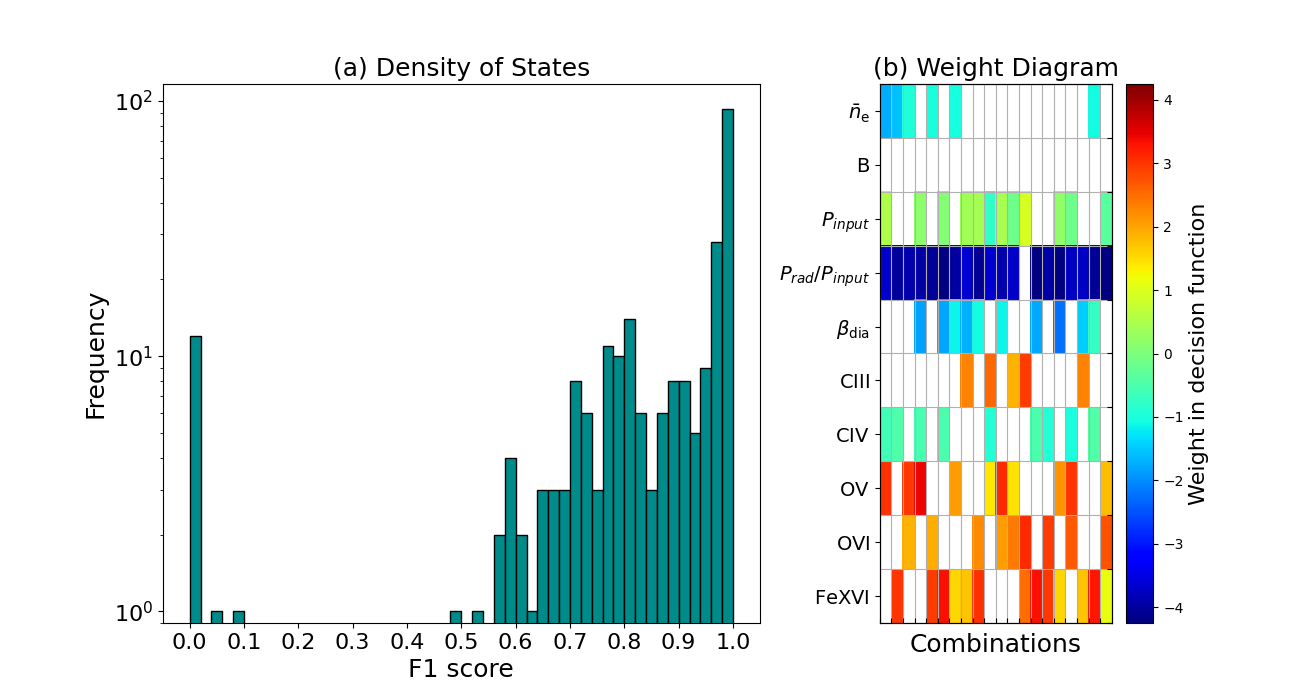 (a) Density of States
Frequency
10²
10¹
10⁰
0.0 0.1 0.2 0.3 0.4 0.5 0.6 0.7 0.8 0.9 1.0
F1 score
(b) Weight Diagram
n̄e
B
Pinput
Prad/Pinput
βdia
CIII
CIV
OV
OVI
FeXVI
Combinations
4
3
2
1
0
−1
−2
−3
−4
Weight in decision function